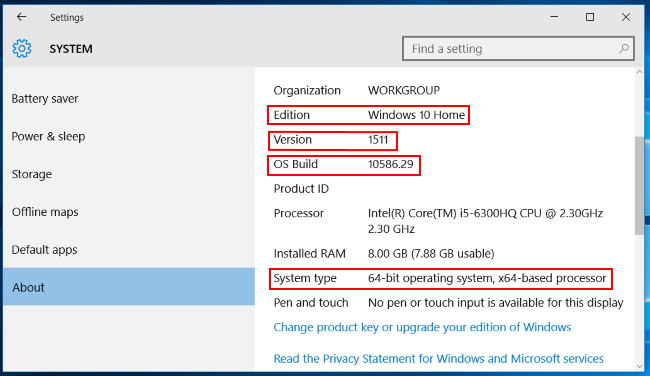 Settings
SYSTEM
Find a setting
Battery saver
Power & sleep
Storage
Offline maps
Default apps
About
Organization WORKGROUP
Edition Windows 10 Home
Version 1511
OS Build 10586.29
Product ID
Processor Intel(R) Core(TM) i5-6300HQ CPU @ 2.30GHz
2.30 GHz
Installed RAM 8.00 GB (7.88 GB usable)
System type 64-bit operating system, x64-based processor
Pen and touch No pen or touch input is available for this display
Change product key or upgrade your edition of Windows
Read the Privacy Statement for Windows and Microsoft services